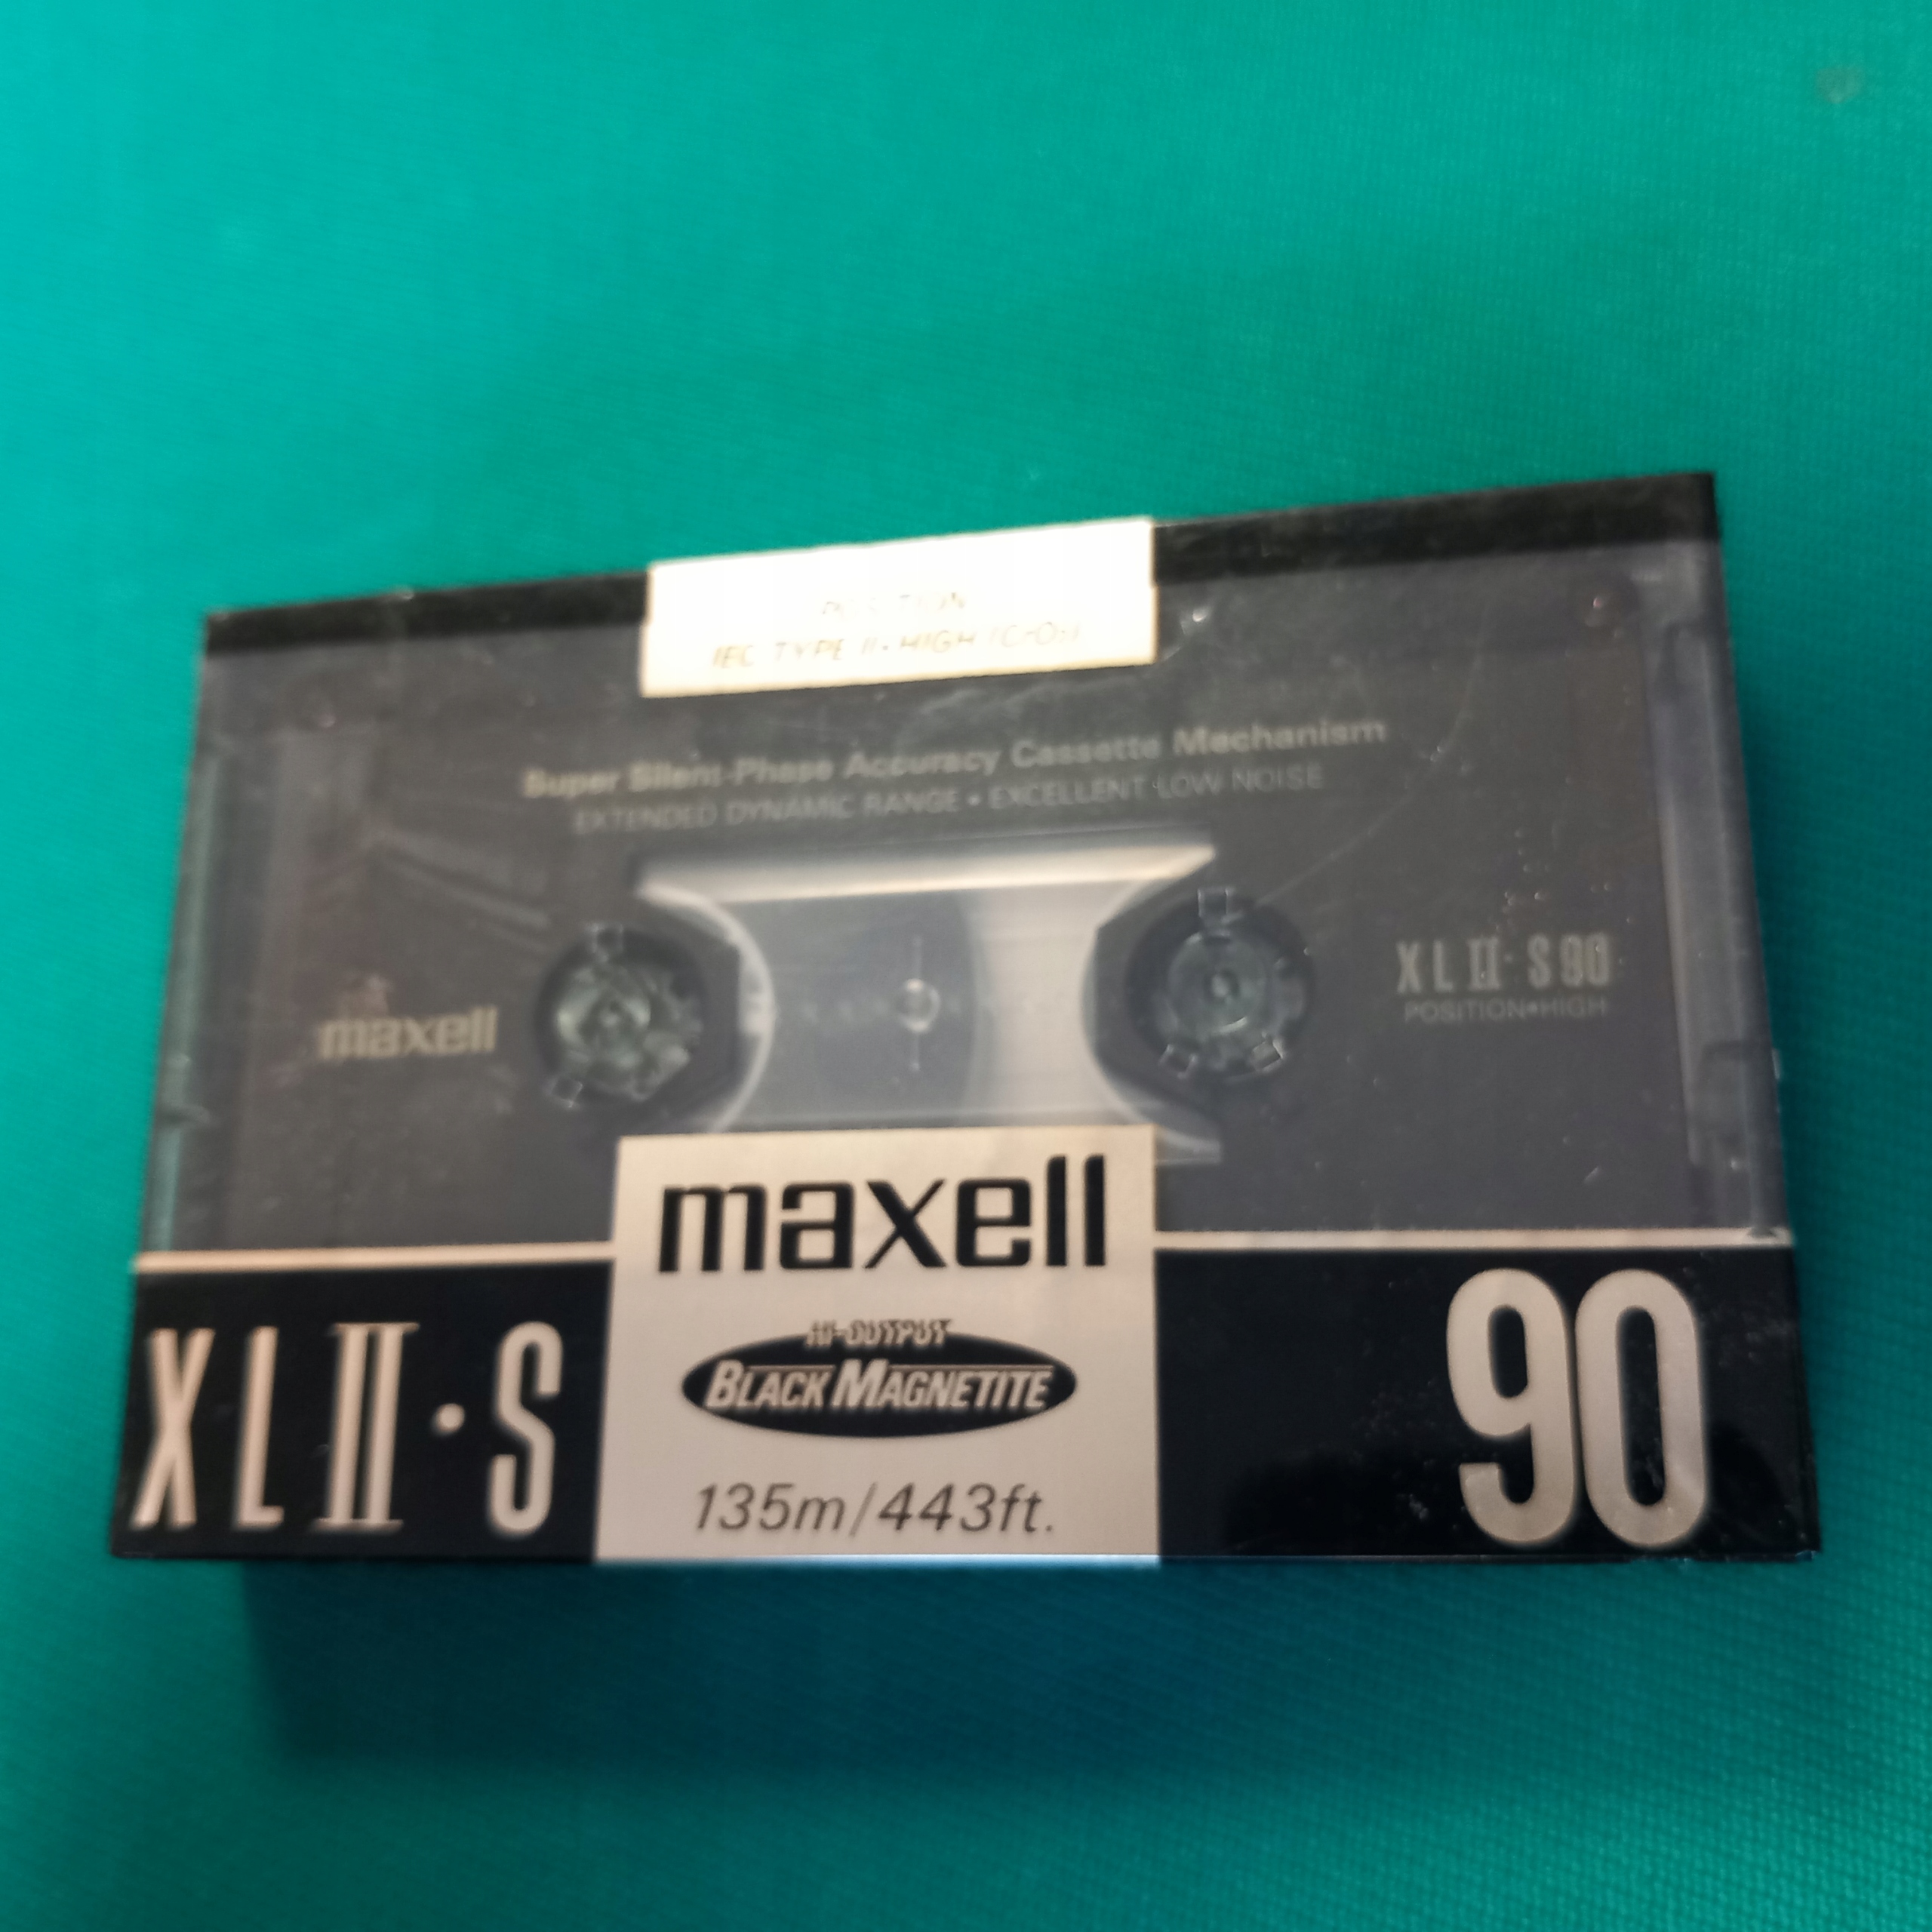 POSITION
IEC TYPE II • HIGH (CrO₂)
Super Silent-Phase Accuracy Cassette Mechanism
EXTENDED DYNAMIC RANGE • EXCELLENT LOW NOISE
maxell
XL II-S 90
POSITION•HIGH
maxell
HI-OUTPUT
BLACK MAGNETITE
135m/443ft.
XL II·S
90